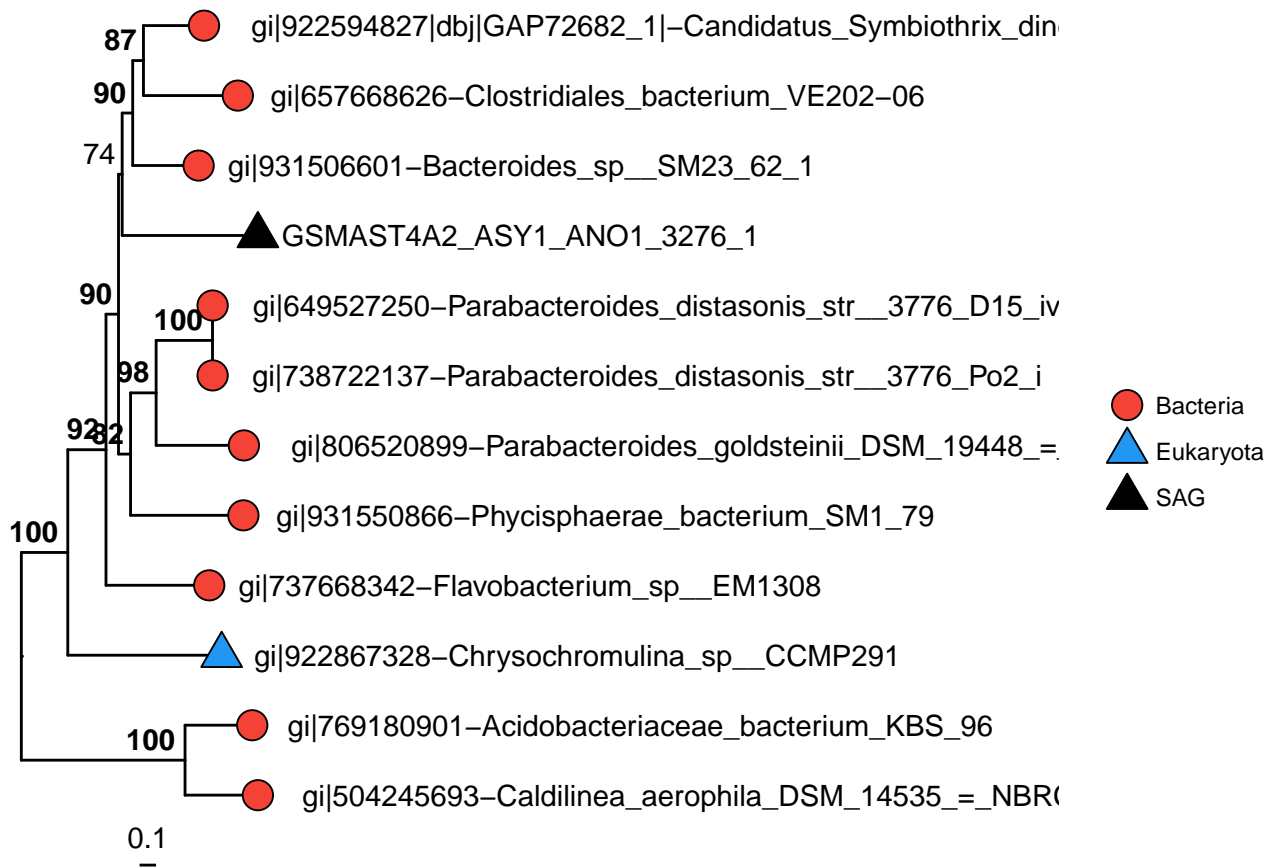 87
gi|922594827|dbj|GAP72682_1|−Candidatus_Symbiothrix_din
90
gi|657668626−Clostridiales_bacterium_VE202−06
74
gi|931506601−Bacteroides_sp__SM23_62_1
GSMAST4A2_ASY1_ANO1_3276_1
90
gi|649527250−Parabacteroides_distasonis_str__3776_D15_iv
100
gi|738722137−Parabacteroides_distasonis_str__3776_Po2_i
98
92
82
gi|806520899−Parabacteroides_goldsteinii_DSM_19448_=_
gi|931550866−Phycisphaerae_bacterium_SM1_79
100
gi|737668342−Flavobacterium_sp__EM1308
gi|922867328−Chrysochromulina_sp__CCMP291
gi|769180901−Acidobacteriaceae_bacterium_KBS_96
100
gi|504245693−Caldilinea_aerophila_DSM_14535_=_NBR
0.1
Bacteria
Eukaryota
SAG